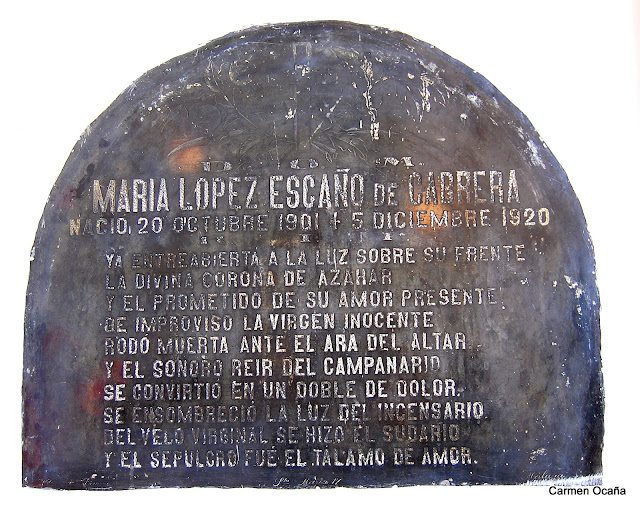 D O M
MARIA LOPEZ ESCAÑO DE CABRERA
NACIO 20 OCTUBRE 1901 + 5 DICIEMBRE 1920
YA ENTREABIERTA A LA LUZ SOBRE SU FRENTE
LA DIVINA CORONA DE AZAHAR
Y EL PROMETIDO DE SU AMOR PRESENTE,
DE IMPROVISO LA VIRGEN INOCENTE
RODÓ MUERTA ANTE EL ARA DEL ALTAR.
Y EL SONORO REIR DEL CAMPANARIO
SE CONVIRTIO EN UN DOBLE DE DOLOR.
SE ENSOMBRECIÓ LA LUZ DEL INCENSARIO
DEL VELO VIRGINAL SE HIZO EL SUDARIO
Y EL SEPULCRO FUÉ EL TALAMO DE AMOR.
Carmen Ocaña